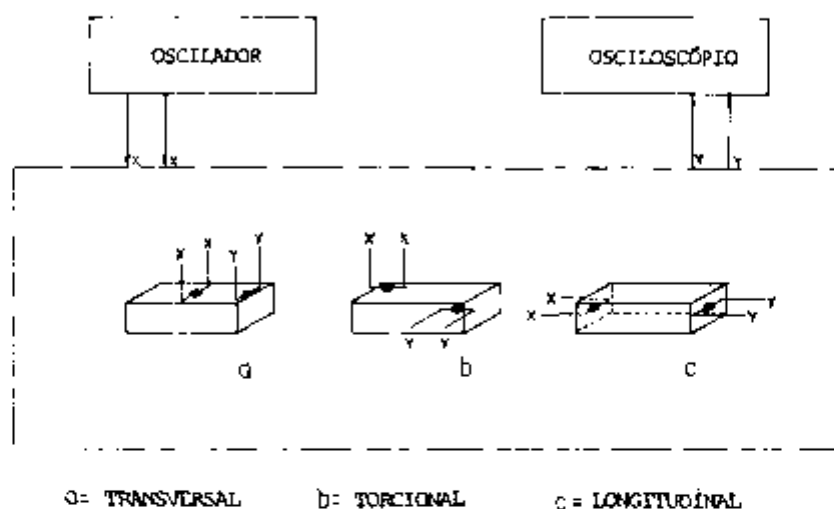 OSCILADOR OSCILOSCÓPIO
X X Y Y
X X Y Y
X X
Y Y
X X Y Y
a b c
a= TRANSVERSAL b= TORCIONAL c= LONGITUDINAL